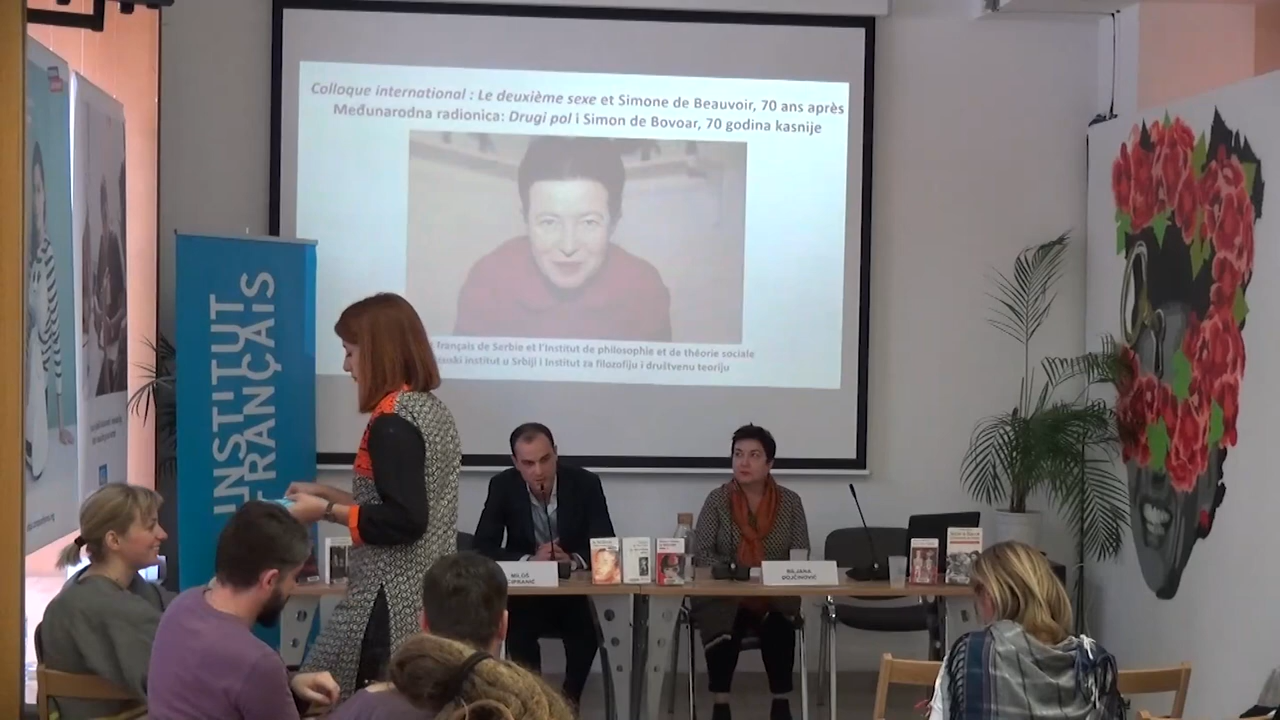 Colloque international : Le deuxième sexe et Simone de Beauvoir, 70 ans après
Međunarodna radionica: Drugi pol i Simon de Bovoar, 70 godina kasnije
français de Serbie et l'Institut de philosophie et de théorie sociale
institut u Srbiji i Institut za filozofiju i društvenu teoriju
INSTITUT
FRANÇAIS
MILOŠ
CIPRANIĆ
BILJANA
DOJČINOVIĆ